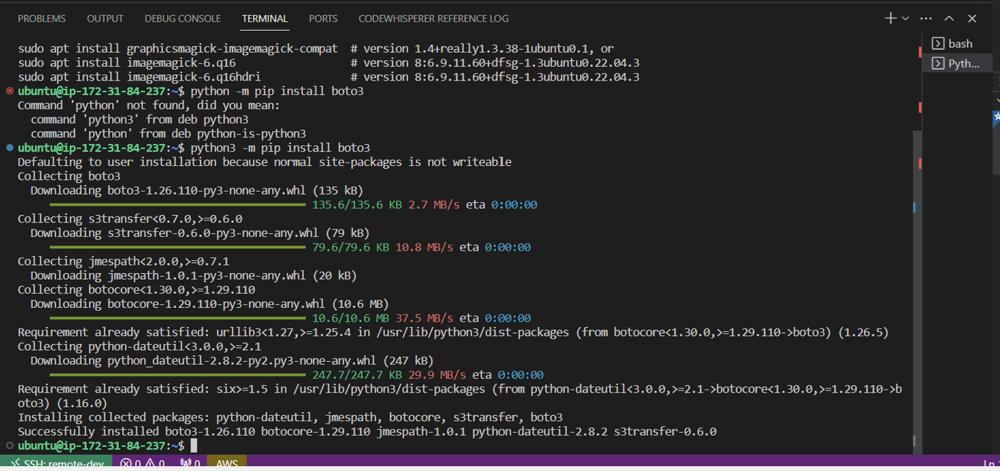 PROBLEMS OUTPUT DEBUG CONSOLE TERMINAL PORTS CODEWHISPERER REFERENCE LOG
sudo apt install graphicsmagick-imagemagick-compat # version 1.4+really1.3.38-1ubuntu0.1, or
sudo apt install imagemagick-6.q16 # version 8:6.9.11.60+dfsg-1.3ubuntu0.22.04.3
sudo apt install imagemagick-6.q16hdri # version 8:6.9.11.60+dfsg-1.3ubuntu0.22.04.3
ubuntu@ip-172-31-84-237:~$ python -m pip install boto3
Command 'python' not found, did you mean:
command 'python3' from deb python3
command 'python' from deb python-is-python3
ubuntu@ip-172-31-84-237:~$ python3 -m pip install boto3
Defaulting to user installation because normal site-packages is not writeable
Collecting boto3
Downloading boto3-1.26.110-py3-none-any.whl (135 kB)
135.6/135.6 KB 2.7 MB/s eta 0:00:00
Collecting s3transfer<0.7.0,>=0.6.0
Downloading s3transfer-0.6.0-py3-none-any.whl (79 kB)
79.6/79.6 KB 10.8 MB/s eta 0:00:00
Collecting jmespath<2.0.0,>=0.7.1
Downloading jmespath-1.0.1-py3-none-any.whl (20 kB)
Collecting botocore<1.30.0,>=1.29.110
Downloading botocore-1.29.110-py3-none-any.whl (10.6 MB)
10.6/10.6 MB 37.5 MB/s eta 0:00:00
Requirement already satisfied: urllib3<1.27,>=1.25.4 in /usr/lib/python3/dist-packages (from botocore<1.30.0,>=1.29.110->boto3) (1.26.5)
Collecting python-dateutil<3.0.0,>=2.1
Downloading python_dateutil-2.8.2-py2.py3-none-any.whl (247 kB)
247.7/247.7 KB 29.9 MB/s eta 0:00:00
Requirement already satisfied: six>=1.5 in /usr/lib/python3/dist-packages (from python-dateutil<3.0.0,>=2.1->botocore<1.30.0,>=1.29.110->b
oto3) (1.16.0)
Installing collected packages: python-dateutil, jmespath, botocore, s3transfer, boto3
Successfully installed boto3-1.26.110 botocore-1.29.110 jmespath-1.0.1 python-dateutil-2.8.2 s3transfer-0.6.0
ubuntu@ip-172-31-84-237:~$
bash
Pyth...
SSH: remote-dev 0 0 0 AWS Ln